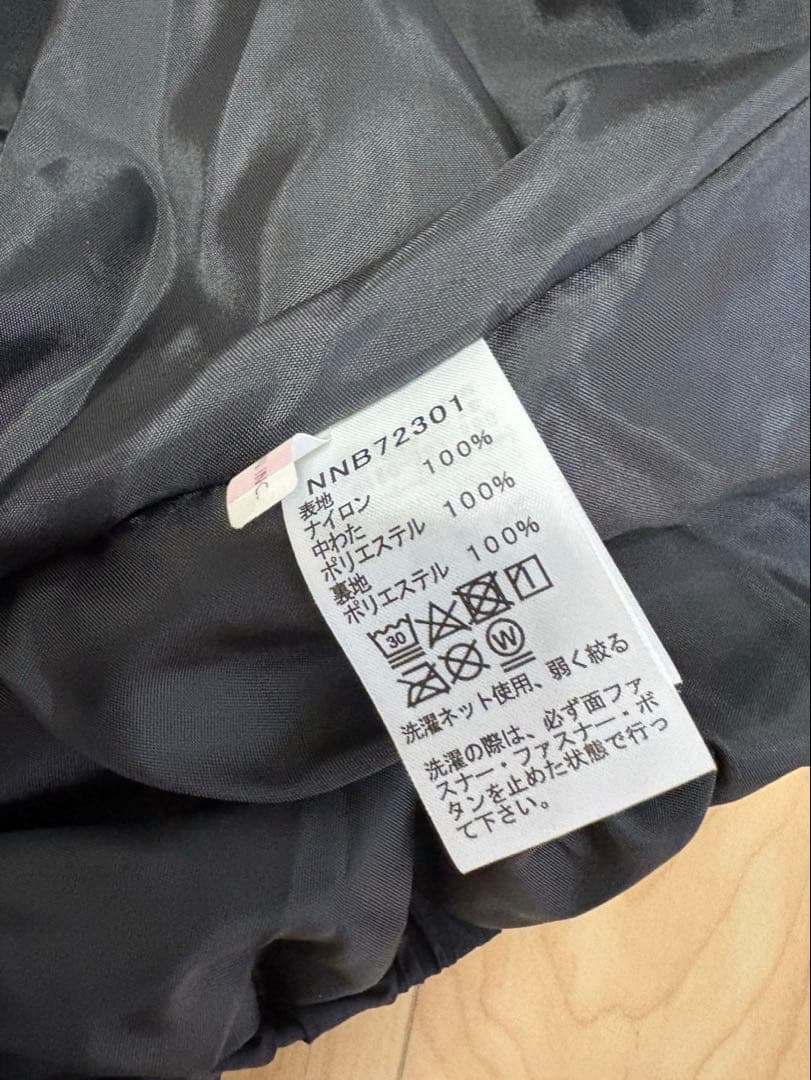 NNB72301
表地
ナイロン 100%
中わた
ポリエステル 100%
裏地
ポリエステル 100%
30
1
W
洗濯ネット使用、弱く絞る
洗濯の際は、必ず面ファ
スナー・ファスナー・ボ
タンを止めた状態で行っ
て下さい。
INC.